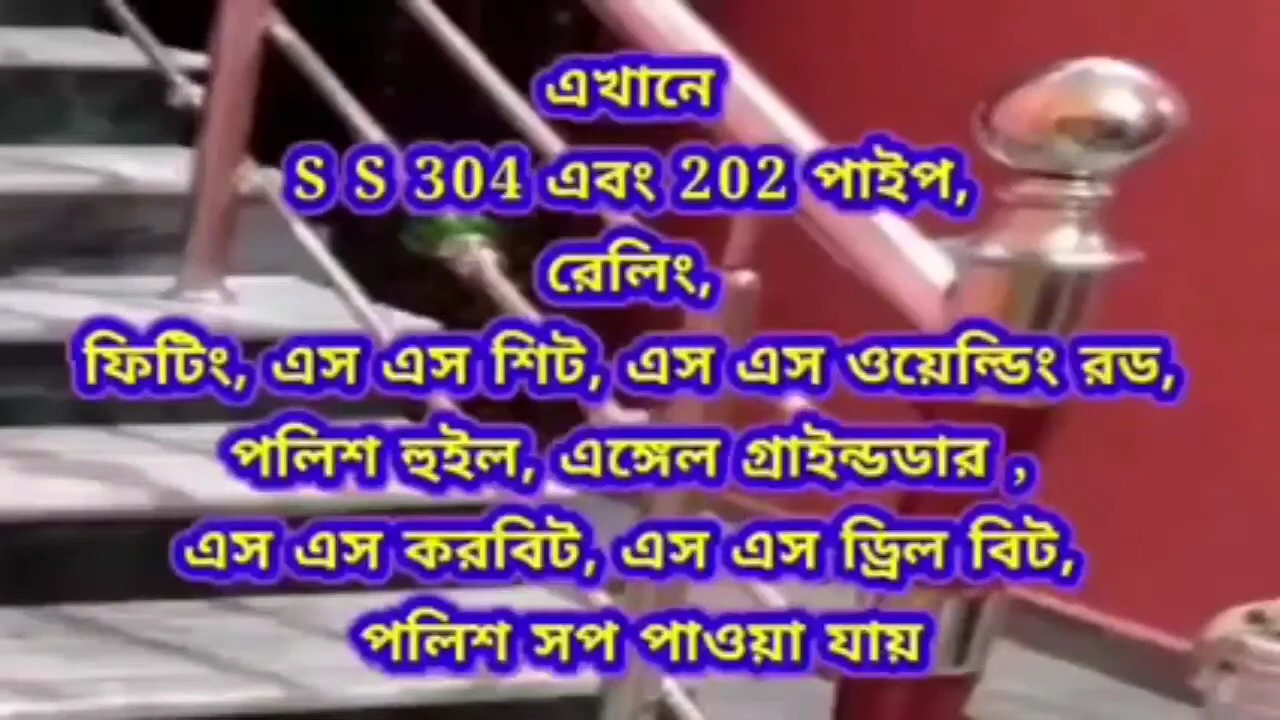 এখানে
S S 304 এবং 202 পাইপ,
রেলিং,
ফিটিং, এস এস শিট, এস এস ওয়েল্ডিং রড,
পলিশ হুইল, এঙ্গেল গ্রাইন্ডডার ,
এস এস করবিট, এস এস ড্রিল বিট,
পলিশ সপ পাওয়া যায়